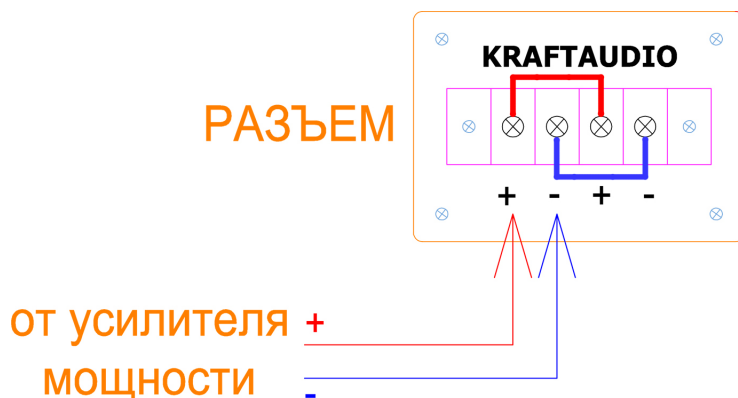 KRAFTAUDIO
РАЗЪЕМ
+ - + -
от усилителя +
мощности -